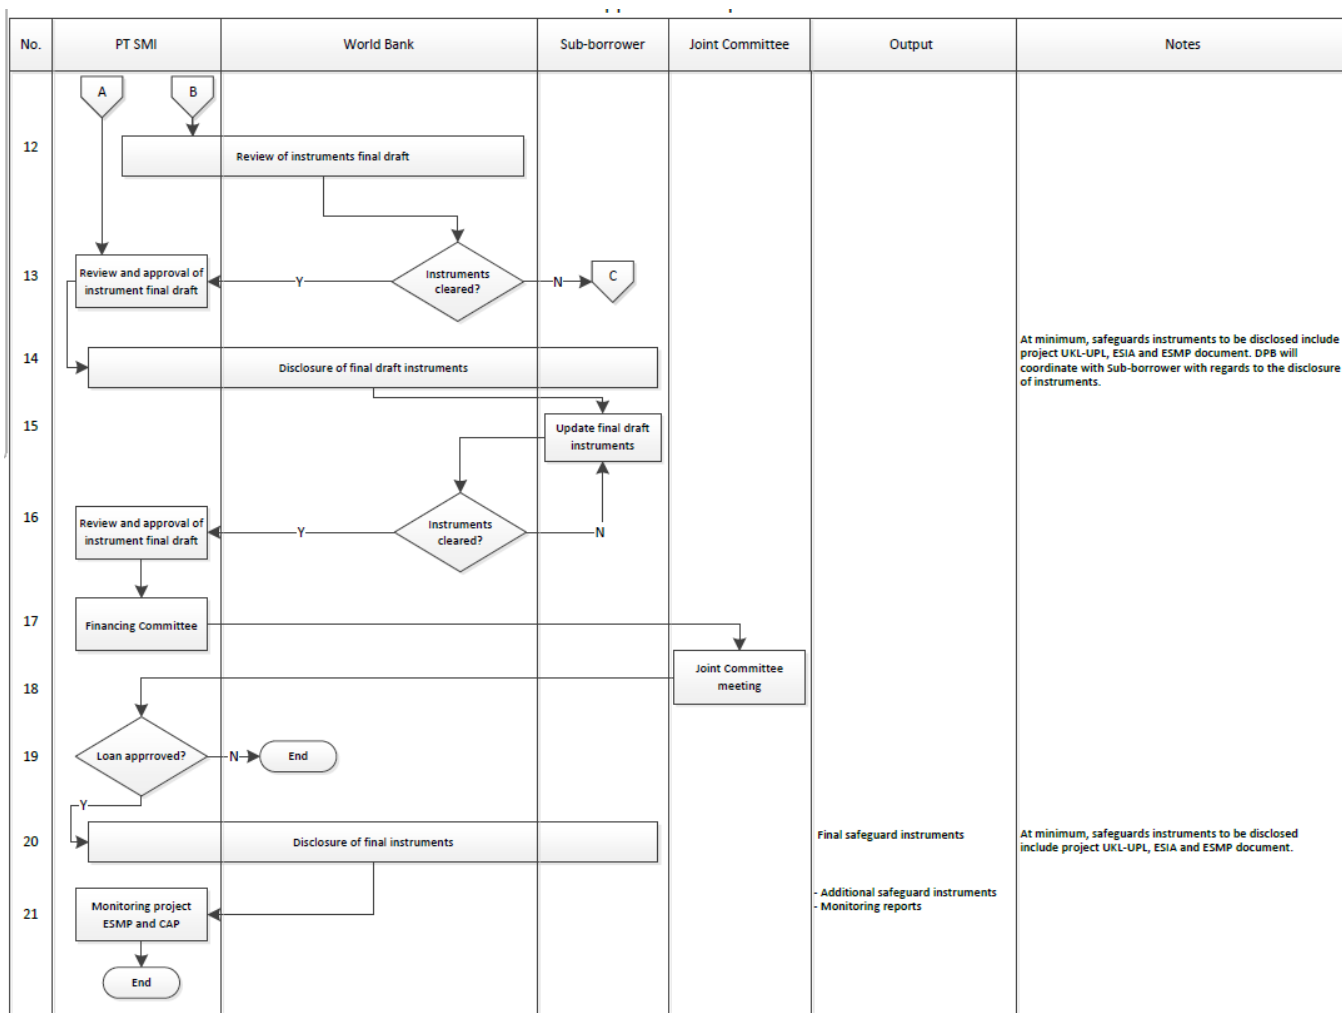 No.
PT SMI
World Bank
Sub-borrower
Joint Committee
Output
Notes
A
B
12
Review of instruments final draft
13
Review and approval of
instrument final draft
Y
Instruments
cleared?
N
C
14
Disclosure of final draft instruments
At minimum, safeguards instruments to be disclosed include
project UKL-UPL, ESIA and ESMP document. DPB will
coordinate with Sub-borrower with regards to the disclosure
of instruments.
15
Update final draft
instruments
16
Review and approval of
instrument final draft
Y
Instruments
cleared?
N
17
Financing Committee
18
Joint Committee
meeting
19
Loan apprroved?
N
End
Y
20
Disclosure of final instruments
Final safeguard instruments
At minimum, safeguards instruments to be disclosed
include project UKL-UPL, ESIA and ESMP document.
21
Monitoring project
ESMP and CAP
- Additional safeguard instruments
- Monitoring reports
End